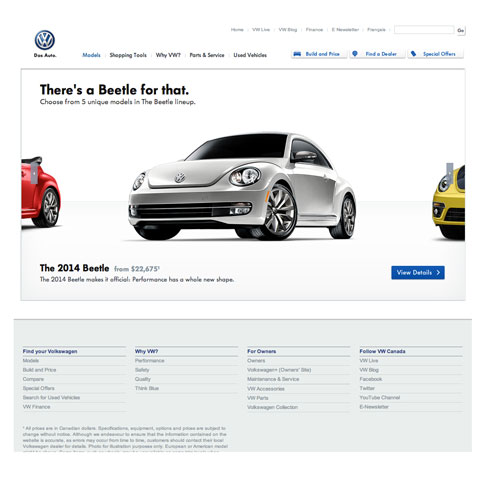 Home
VW Live
VW Blog
Finance
E-Newsletter
Français
Go
Das Auto.
Models
Shopping Tools
Why VW?
Parts & Service
Used Vehicles
Build and Price
Find a Dealer
Special Offers
There's a Beetle for that.
Choose from 5 unique models in The Beetle lineup.
The 2014 Beetle from $22,675¹
The 2014 Beetle makes it official: Performance has a whole new shape.
View Details
Find your Volkswagen
Models
Build and Price
Compare
Special Offers
Search for Used Vehicles
VW Finance
Why VW?
Performance
Safety
Quality
Think Blue
For Owners
Owners
Volkswagen+ (Owners' Site)
Maintenance & Service
VW Accessories
VW Parts
Volkswagen Collection
Follow VW Canada
VW Live
VW Blog
Facebook
Twitter
YouTube Channel
E-Newsletter
* All prices are in Canadian dollars. Specifications, equipment, options and prices are subject to
change without notice. Although we endeavour to ensure that the information contained on the
website is accurate, as errors may occur from time to time, customers should contact their local
Volkswagen dealer for details. Photo for illustration purposes only. European or American model